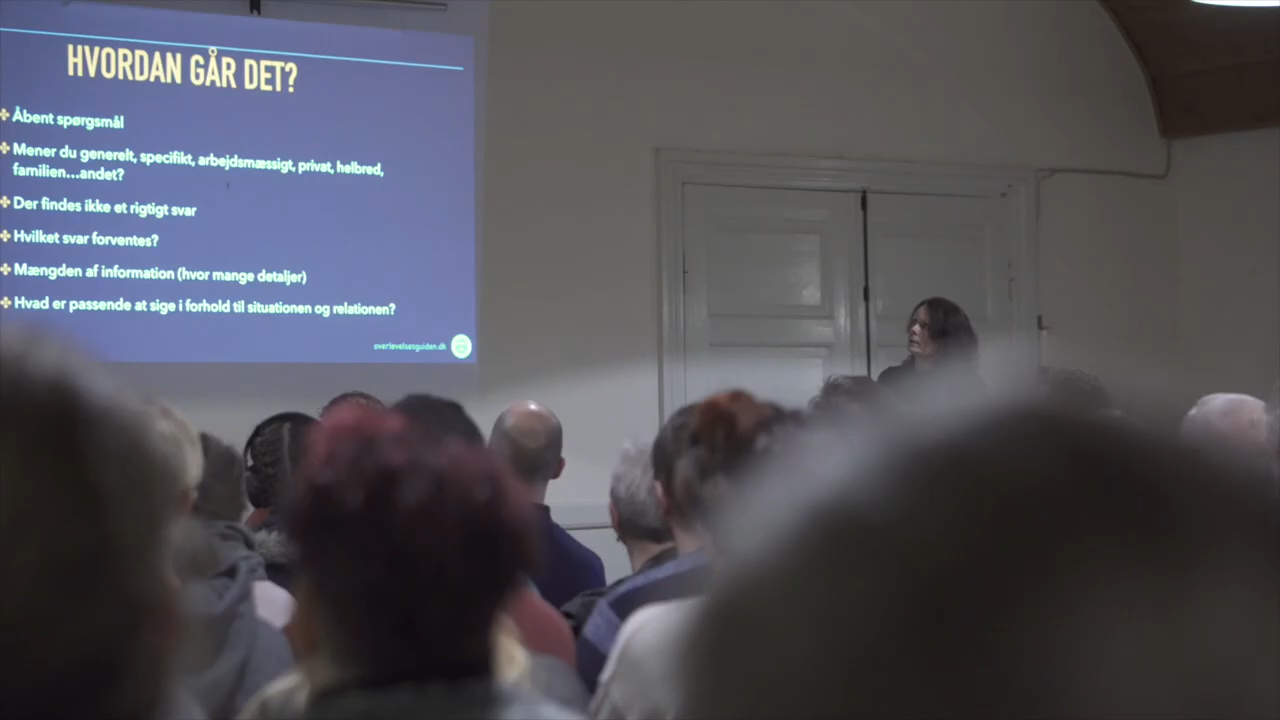 HVORDAN GÅR DET?
Åbent spørgsmål
Mener du generelt, specifikt, arbejdsmæssigt, privat, helbred,
familien...andet?
Der findes ikke et rigtigt svar
Hvilket svar forventes?
Mængden af information (hvor mange detaljer)
Hvad er passende at sige i forhold til situationen og relationen?
overlevelsesguiden.dk